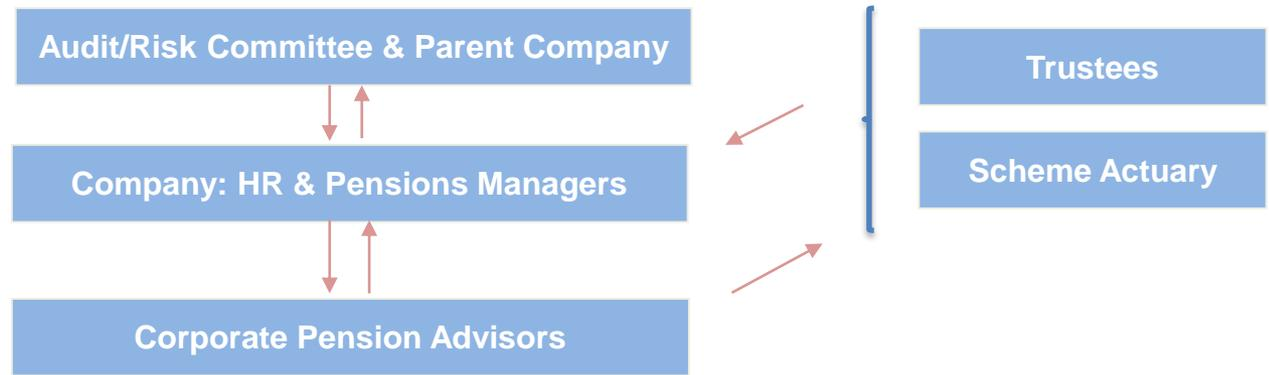 Audit/Risk Committee & Parent Company
Trustees
Company: HR & Pensions Managers
Scheme Actuary
Corporate Pension Advisors